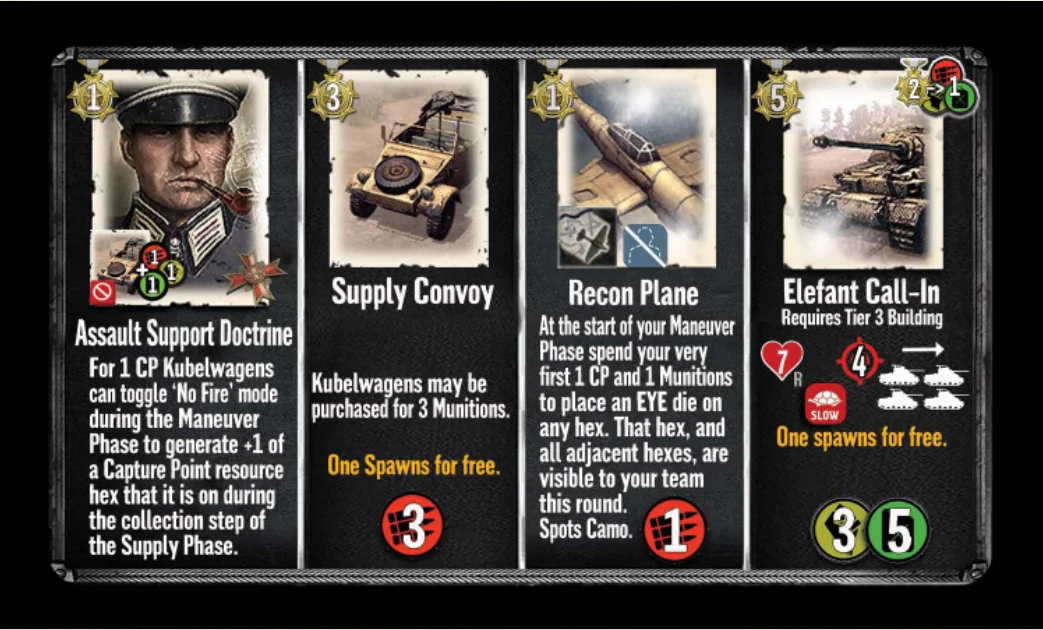 1
1
+
1
1
Assault Support Doctrine
For 1 CP Kubelwagens
can toggle 'No Fire' mode
during the Maneuver
Phase to generate +1 of
a Capture Point resource
hex that it is on during
the collection step of
the Supply Phase.
3
Supply Convoy
Kubelwagens may be
purchased for 3 Munitions.
One Spawns for free.
3
1
Recon Plane
At the start of your Maneuver
Phase spend your very
first 1 CP and 1 Munitions
to place an EYE die on
any hex. That hex, and
all adjacent hexes, are
visible to your team
this round.
Spots Camo.
1
5
2 → 1
Elefant Call-In
Requires Tier 3 Building
7 R
4
SLOW
One spawns for free.
3 5